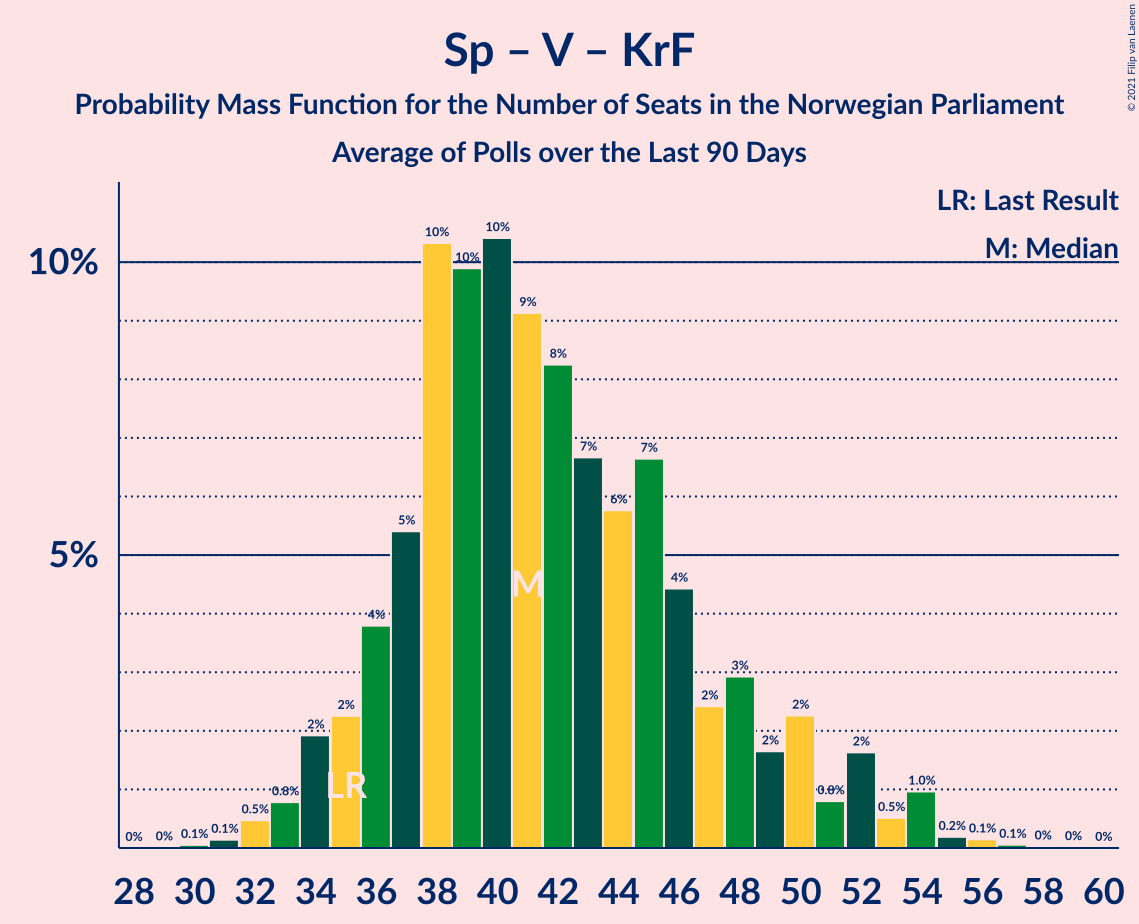 Sp – V – KrF
Probability Mass Function for the Number of Seats in the Norwegian Parliament
Average of Polls over the Last 90 Days
© 2021 Filip van Laenen
LR: Last Result
M: Median
10%
5%
0% 0% 0.1% 0.1% 0.5% 0.8% 2% 2% 4% 5% 10% 10% 10% 9% 8% 7% 6% 7% 4% 2% 3% 2% 2% 0.8% 2% 0.5% 1.0% 0.2% 0.1% 0.1% 0% 0% 0%
M
LR
28 30 32 34 36 38 40 42 44 46 48 50 52 54 56 58 60